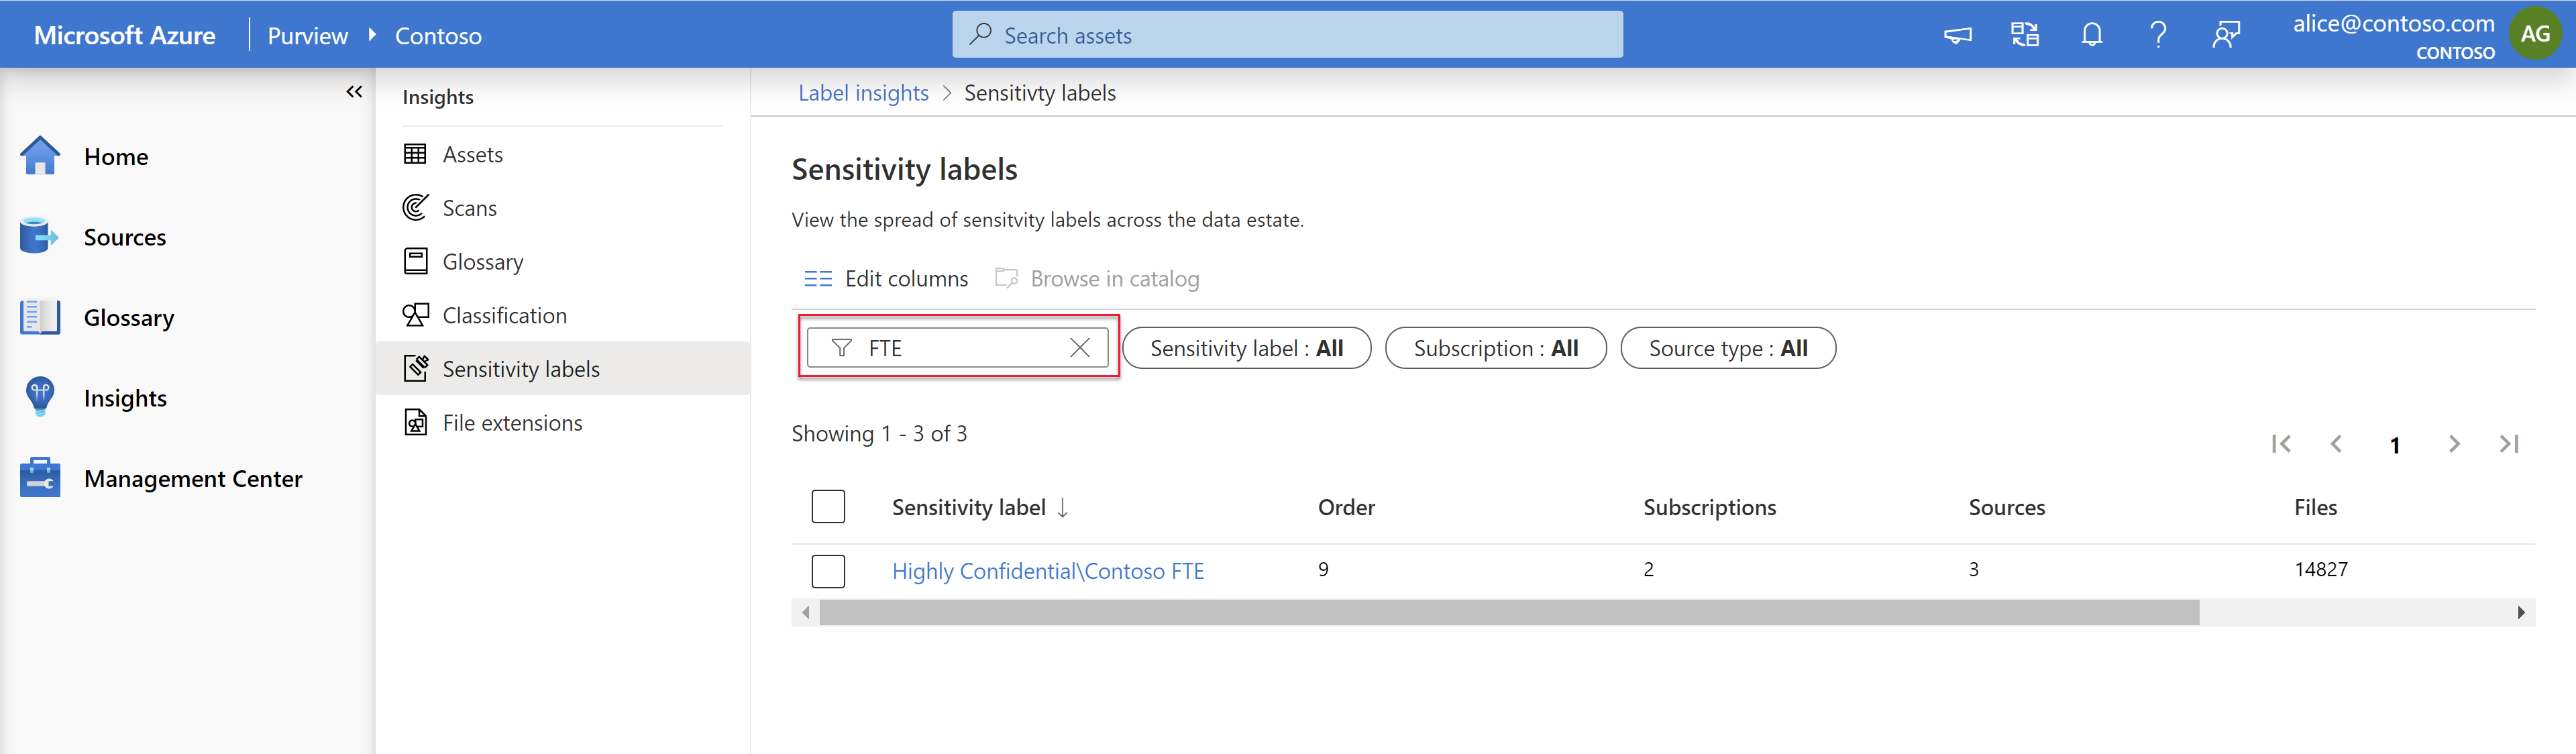 Microsoft Azure
Purview
Contoso
Search assets
alice@contoso.com
CONTOSO
AG
Home
Sources
Glossary
Insights
Management Center
Insights
Assets
Scans
Glossary
Classification
Sensitivity labels
File extensions
Label insights > Sensitivty labels
Sensitivity labels
View the spread of sensitvity labels across the data estate.
Edit columns Browse in catalog
FTE
Sensitivity label : All
Subscription : All
Source type : All
Showing 1 - 3 of 3
1
Sensitivity label ↓ Order Subscriptions Sources Files
Highly Confidential\Contoso FTE 9 2 3 14827